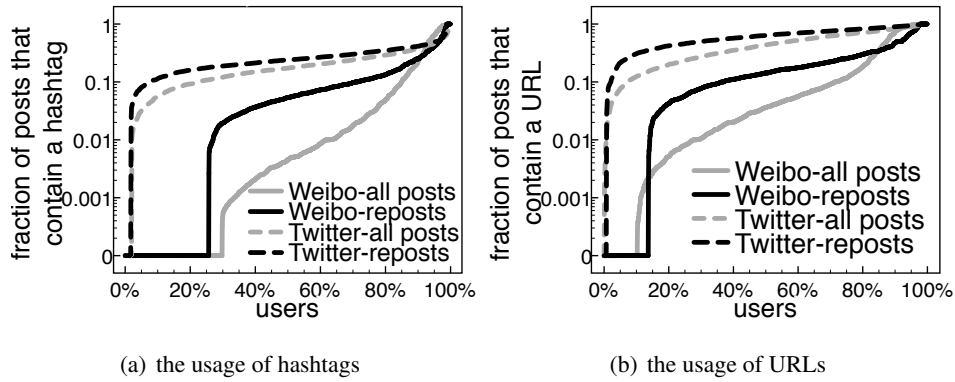 fraction of posts that
contain a hashtag
1
0.1
0.01
0.001
0
Weibo-all posts
Weibo-reposts
Twitter-all posts
Twitter-reposts
0% 20% 40% 60% 80% 100%
users
(a) the usage of hashtags
fraction of posts that
contain a URL
1
0.1
0.01
0.001
0
Weibo-all posts
Weibo-reposts
Twitter-all posts
Twitter-reposts
0% 20% 40% 60% 80% 100%
users
(b) the usage of URLs